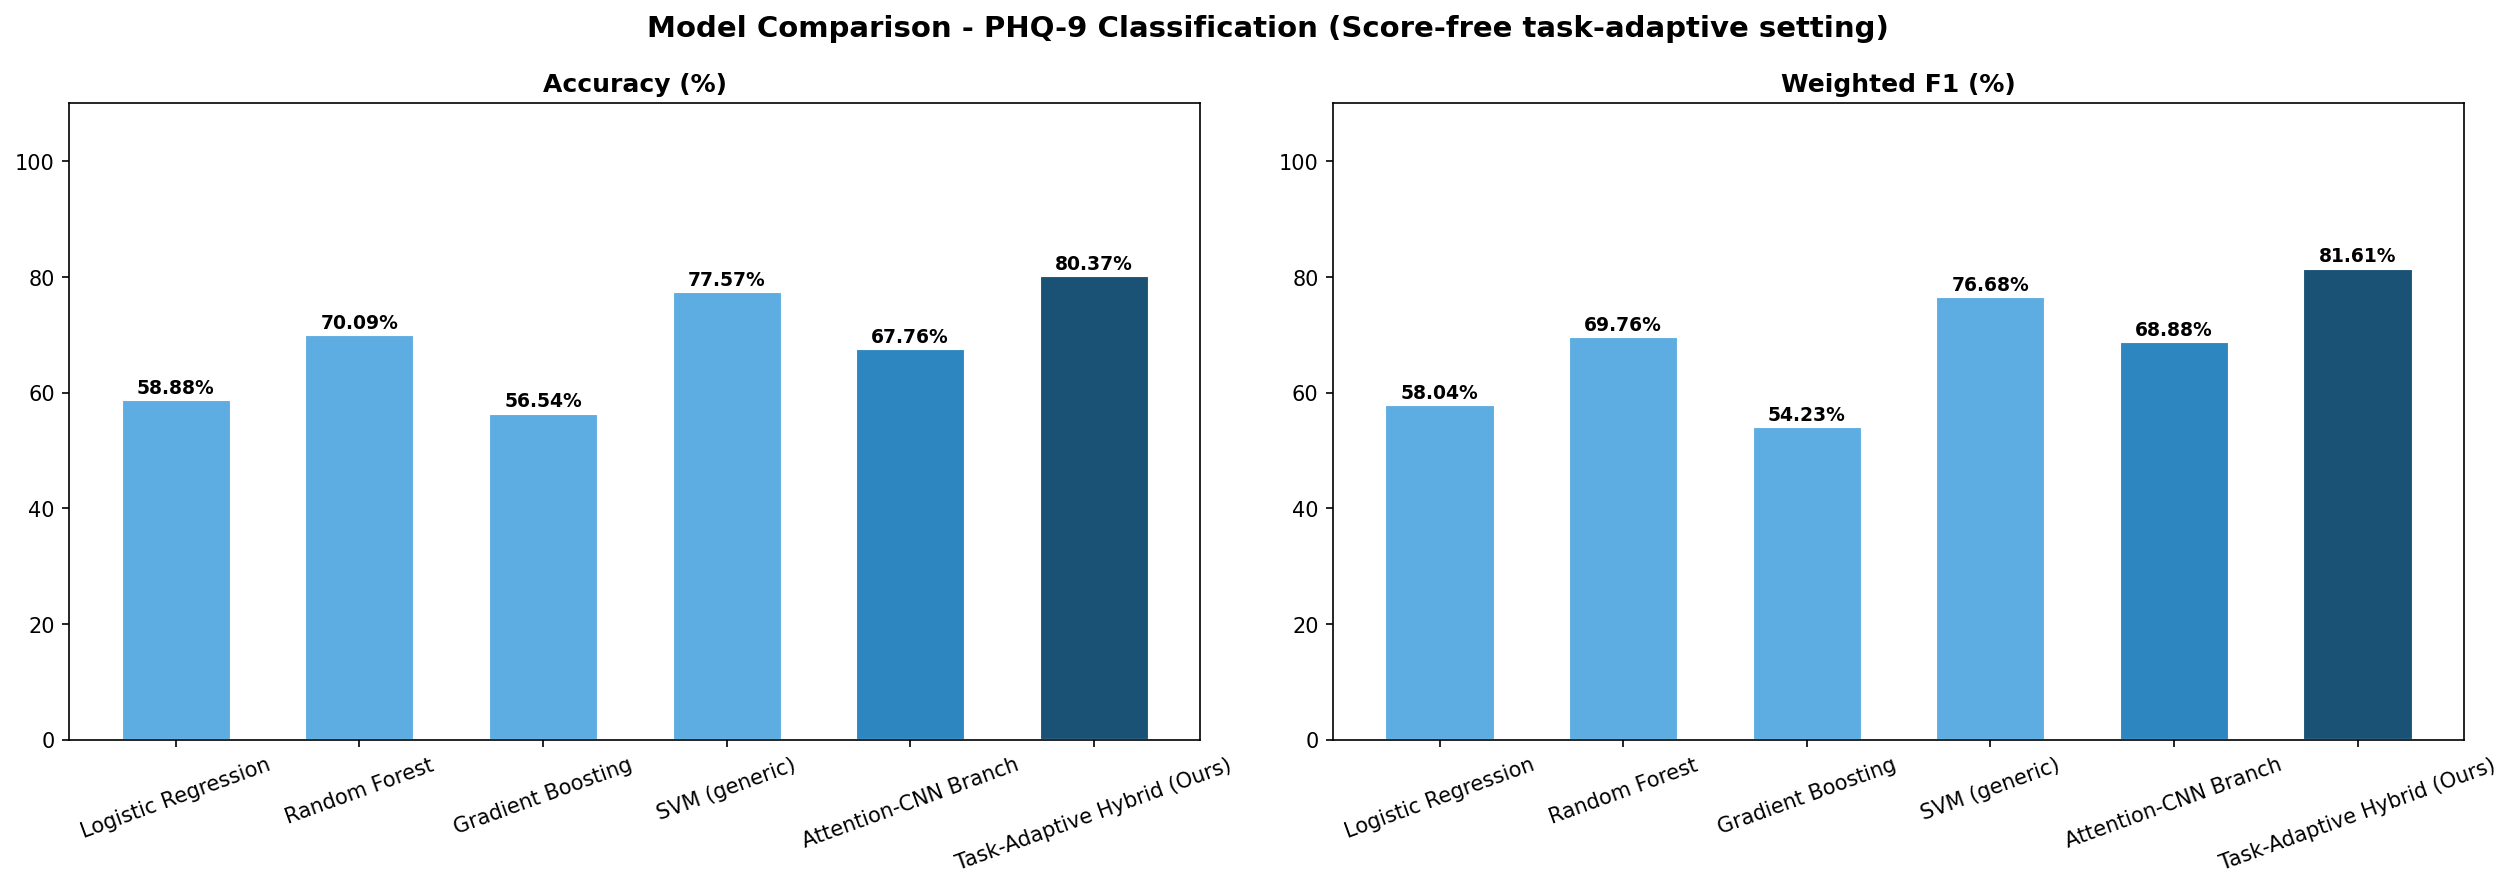 Model Comparison - PHQ-9 Classification (Score-free task-adaptive setting)
Accuracy (%)
100
80
60
40
20
0
58.88%
70.09%
56.54%
77.57%
67.76%
80.37%
Logistic Regression
Random Forest
Gradient Boosting
SVM (generic)
Attention-CNN Branch
Task-Adaptive Hybrid (Ours)
Weighted F1 (%)
100
80
60
40
20
0
58.04%
69.76%
54.23%
76.68%
68.88%
81.61%
Logistic Regression
Random Forest
Gradient Boosting
SVM (generic)
Attention-CNN Branch
Task-Adaptive Hybrid (Ours)